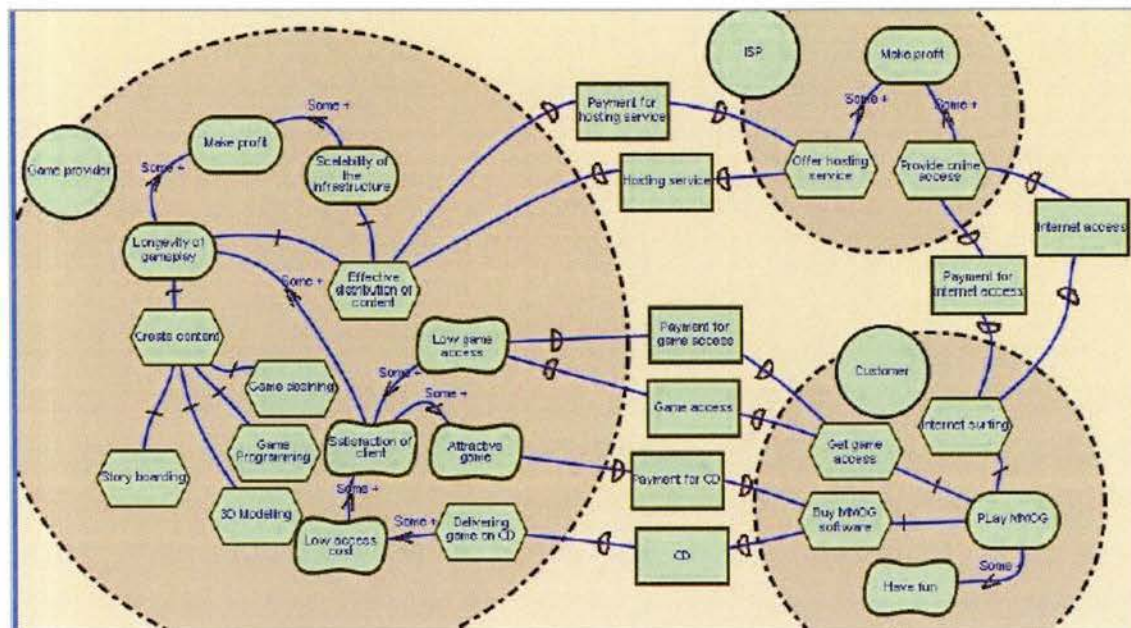 ISP
Make profit
Some +
Some +
Payment for
hosting service
Offer hosting
service
Provide online
access
Hosting service
Internet access
Payment for
Internet access
Game provider
Make profit
Some +
Some +
Scalability of
the
infrastructure
Longevity of
gameplay
Some +
Effective
distribution of
content
Create content
Game desining
Game
Programming
Story boarding
3D Modelling
Low game
access
Some +
Some +
Satisfaction of
client
Attractive
game
Some +
Low access
cost
Some +
Delivering
game on CD
Payment for
game access
Game access
Payment for CD
CD
Customer
Get game
access
Internet surfing
Buy MMOG
software
PLay MMOG
Some +
Have fun